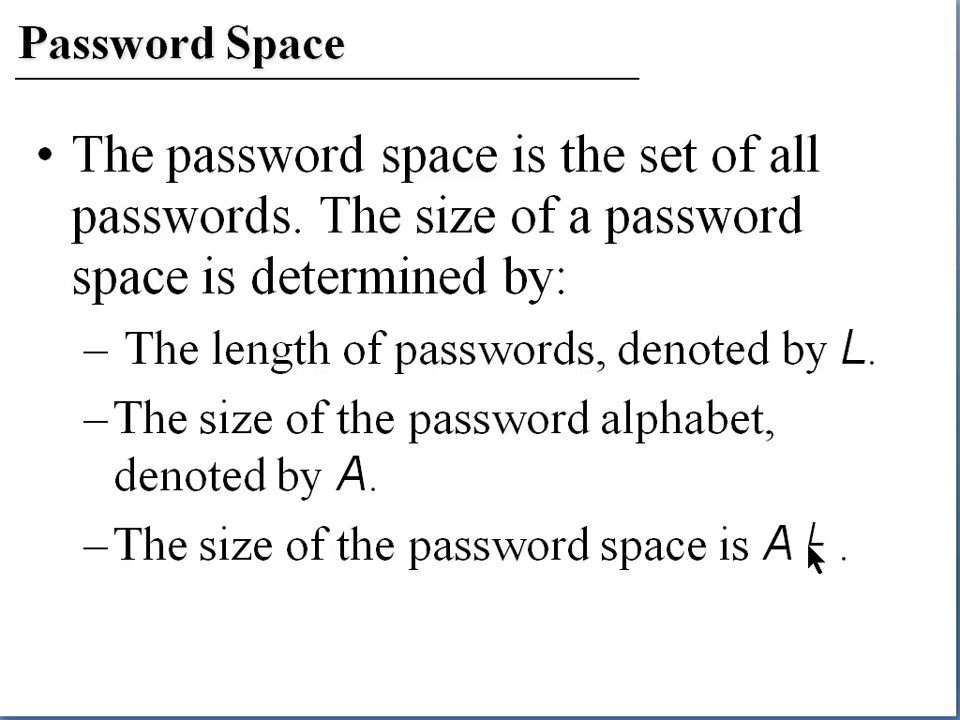 Password Space
• The password space is the set of all
passwords. The size of a password
space is determined by:
– The length of passwords, denoted by L.
– The size of the password alphabet,
denoted by A.
– The size of the password space is A^L .